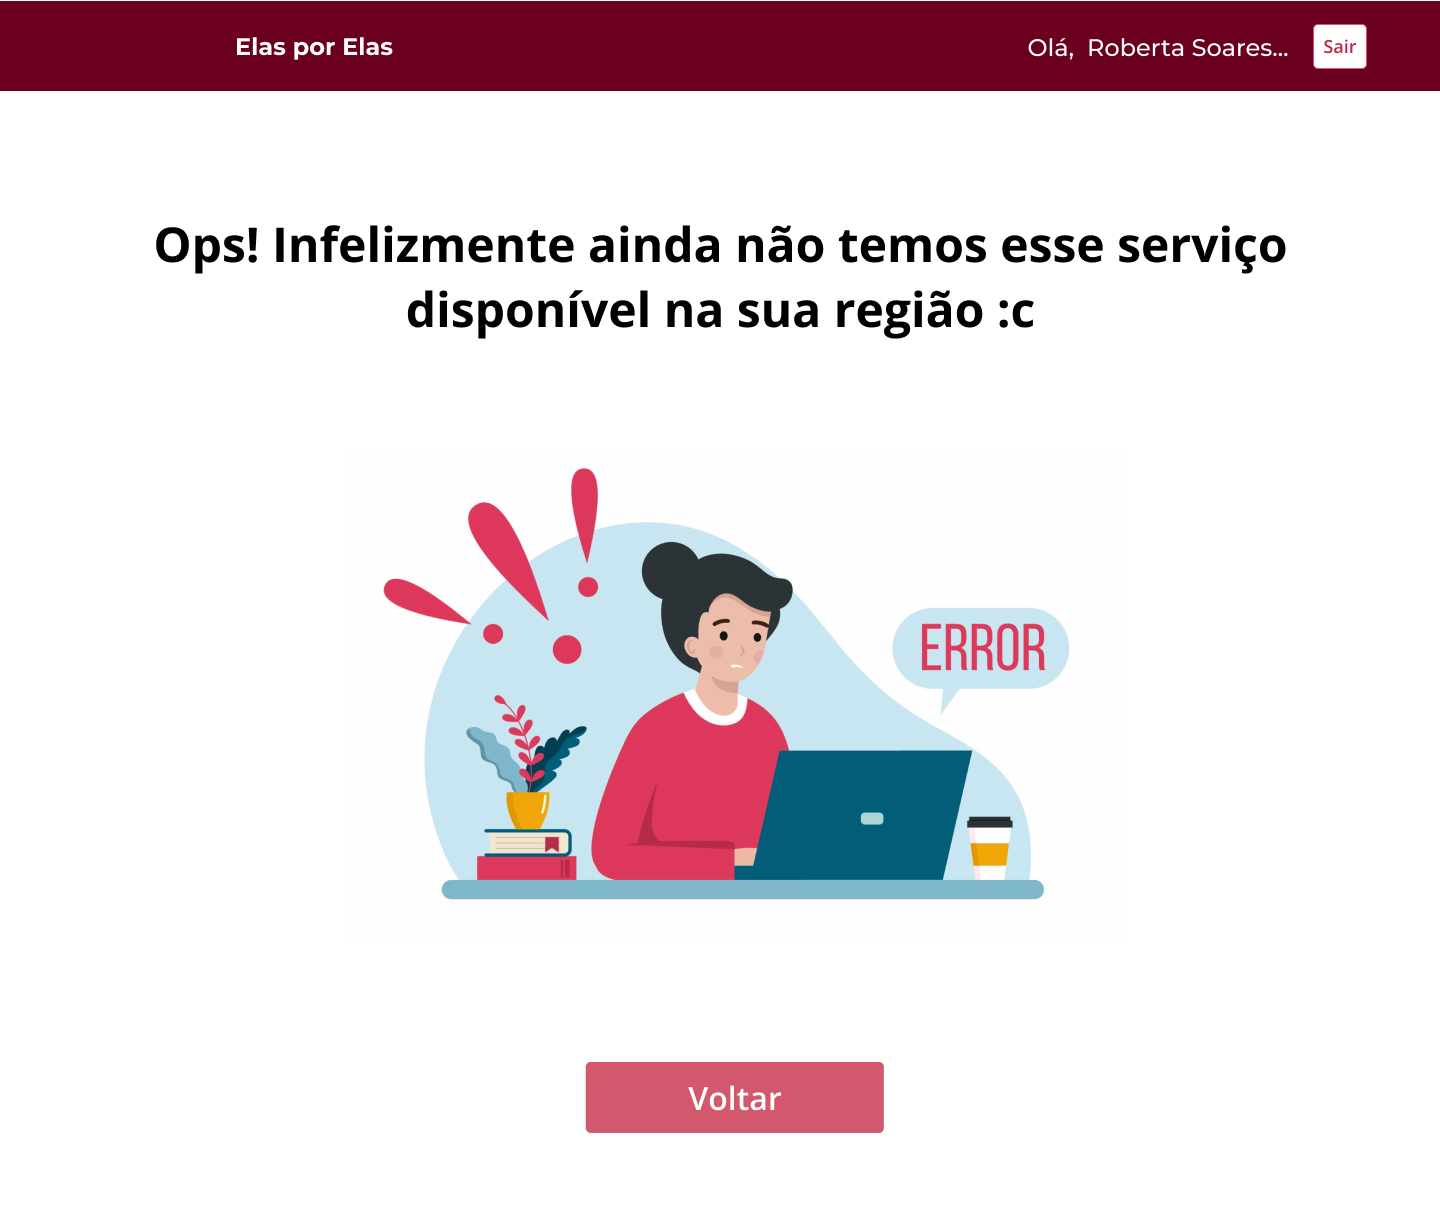 Elas por Elas
Olá,  Roberta Soares...
Sair
Ops! Infelizmente ainda não temos esse serviço
disponível na sua região :c
ERROR
Voltar